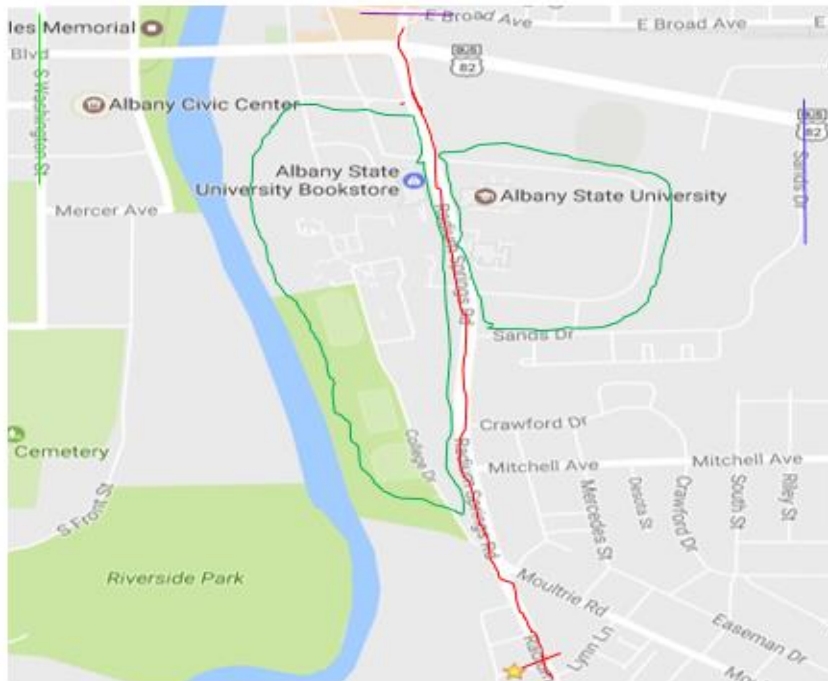 E Broad Ave
E Broad Ave
les Memorial
Blvd
BUS
82
S Washington St
Albany Civic Center
BUS
82
Albany State
University Bookstore
Albany State University
Sands Dr
Mercer Ave
Radium Springs Rd
Sands Dr
Crawford Dr
Cemetery
College Dr
Radium Springs Rd
Mitchell Ave
Mitchell Ave
S Front St
Mercedes St
Desota St
Crawford Dr
South St
Riley St
Riverside Park
Moultrie Rd
Easeman Dr
Lynn Ln
Mo